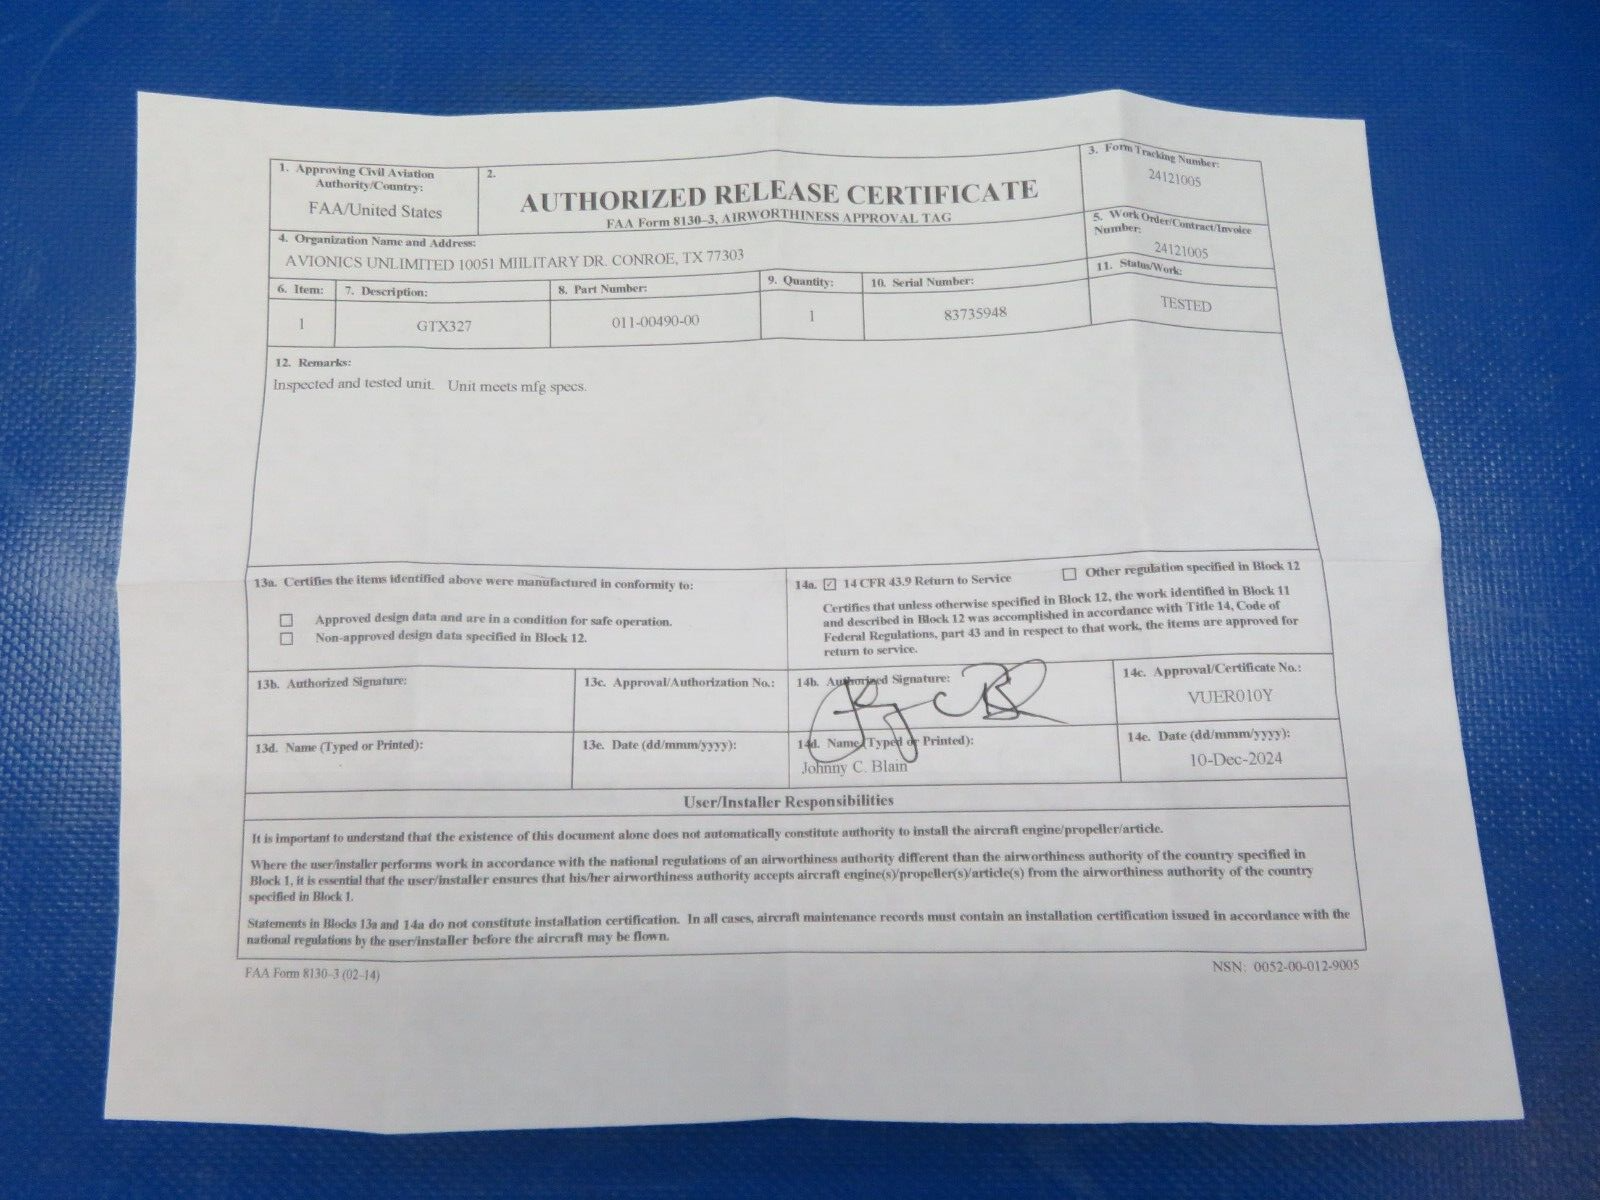 1. Approving Civil Aviation
Authority/Country:
FAA/United States
2.
AUTHORIZED RELEASE CERTIFICATE
FAA Form 8130–3, AIRWORTHINESS APPROVAL TAG
3. Form Tracking Number:
24121005
4. Organization Name and Address:
AVIONICS UNLIMITED 10051 MIILITARY DR. CONROE, TX 77303
5. Work Order/Contract/Invoice
Number:
24121005
6. Item:
1
7. Description:
GTX327
8. Part Number:
011-00490-00
9. Quantity:
1
10. Serial Number:
83735948
11. Status/Work:
TESTED
12. Remarks:
Inspected and tested unit. Unit meets mfg specs.
13a. Certifies the items identified above were manufactured in conformity to:
Approved design data and are in a condition for safe operation.
Non-approved design data specified in Block 12.
14a. ☑ 14 CFR 43.9 Return to Service
Other regulation specified in Block 12
Certifies that unless otherwise specified in Block 12, the work identified in Block 11
and described in Block 12 was accomplished in accordance with Title 14, Code of
Federal Regulations, part 43 and in respect to that work, the items are approved for
return to service.
13b. Authorized Signature:
13c. Approval/Authorization No.:
14b. Authorized Signature:
14c. Approval/Certificate No.:
VUER010Y
13d. Name (Typed or Printed):
13e. Date (dd/mmm/yyyy):
14d. Name (Typed or Printed):
Johnny C. Blain
14e. Date (dd/mmm/yyyy):
10-Dec-2024
User/Installer Responsibilities
It is important to understand that the existence of this document alone does not automatically constitute authority to install the aircraft engine/propeller/article.
Where the user/installer performs work in accordance with the national regulations of an airworthiness authority different than the airworthiness authority of the country specified in
Block 1, it is essential that the user/installer ensures that his/her airworthiness authority accepts aircraft engine(s)/propeller(s)/article(s) from the airworthiness authority of the country
specified in Block 1.
Statements in Blocks 13a and 14a do not constitute installation certification. In all cases, aircraft maintenance records must contain an installation certification issued in accordance with the
national regulations by the user/installer before the aircraft may be flown.
FAA Form 8130–3 (02–14)
NSN: 0052-00-012-9005